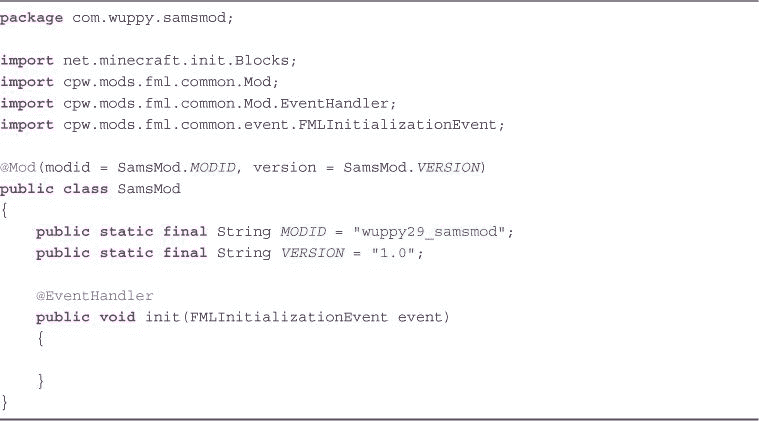 package com.wuppy.samsmod;
import net.minecraft.init.Blocks;
import cpw.mods.fml.common.Mod;
import cpw.mods.fml.common.Mod.EventHandler;
import cpw.mods.fml.common.event.FMLInitializationEvent;
@Mod(modid = SamsMod.MODID, version = SamsMod.VERSION)
public class SamsMod
{
    public static final String MODID = "wuppy29_samsmod";
    public static final String VERSION = "1.0";
    @EventHandler
    public void init(FMLInitializationEvent event)
    {
    }
}